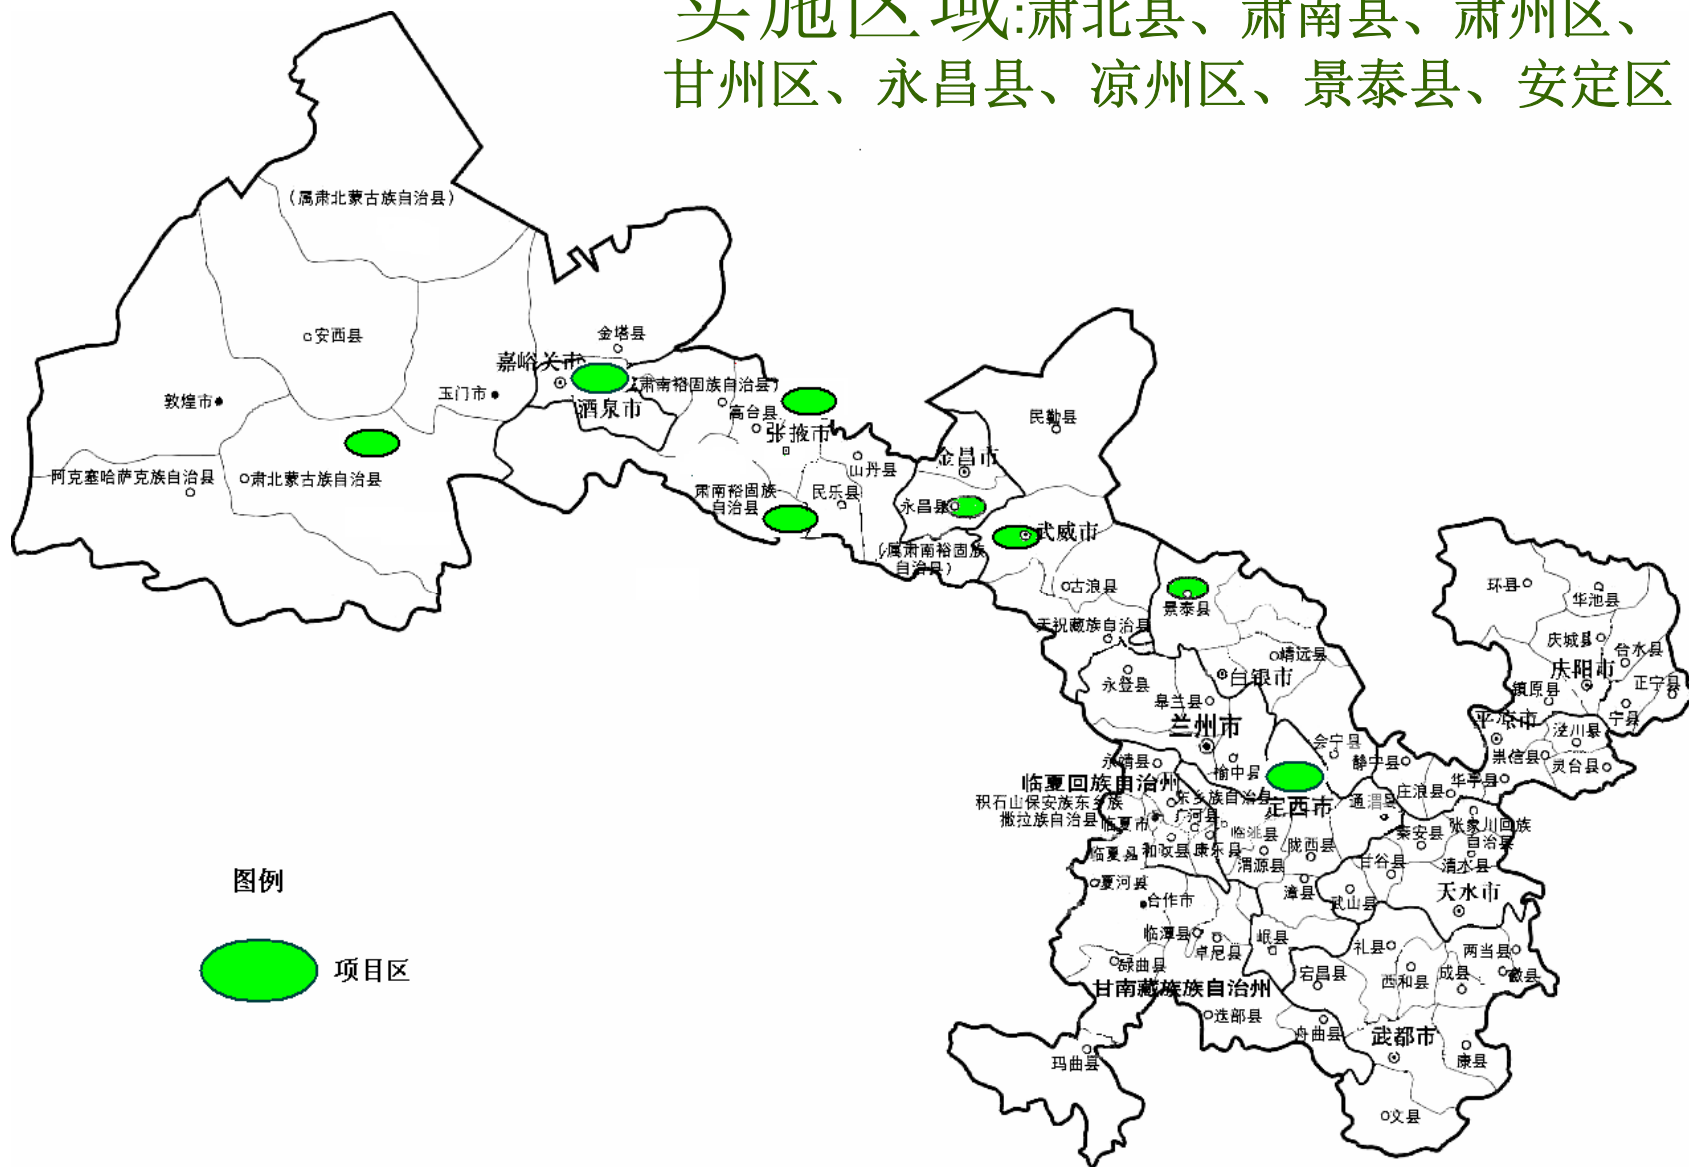 实施区域:肃北县、肃南县、肃州区、
甘州区、永昌县、凉州区、景泰县、安定区
（属肃北蒙古族自治县）
安西县
金塔县
嘉峪关市
（肃南裕固族自治县）
敦煌市
玉门市
酒泉市
高台县
张掖市
民勤县
金昌市
山丹县
阿克塞哈萨克族自治县
肃北蒙古族自治县
肃南裕固族
自治县
民乐县
永昌县
武威市
（属肃南裕固族
自治县）
古浪县
景泰县
天祝藏族自治县
环县
华池县
庆城县
合水县
庆阳市
镇原县
正宁县
宁县
靖远县
白银市
永登县
皋兰县
兰州市
平凉市
泾川县
崇信县
灵台县
会宁县
静宁县
华亭县
庄浪县
永靖县
榆中县
临夏回族自治州
东乡族自治县
定西市
通渭县
积石山保安族东乡族
撒拉族自治县
临夏市
广河县
临洮县
秦安县
张家川回族
自治县
临夏县
和政县
康乐县
渭源县
陇西县
甘谷县
清水县
夏河县
合作市
漳县
武山县
天水市
临潭县
卓尼县
岷县
礼县
两当县
碌曲县
宕昌县
西和县
成县
徽县
甘南藏族族自治州
迭部县
舟曲县
武都市
康县
玛曲县
文县
图例
项目区